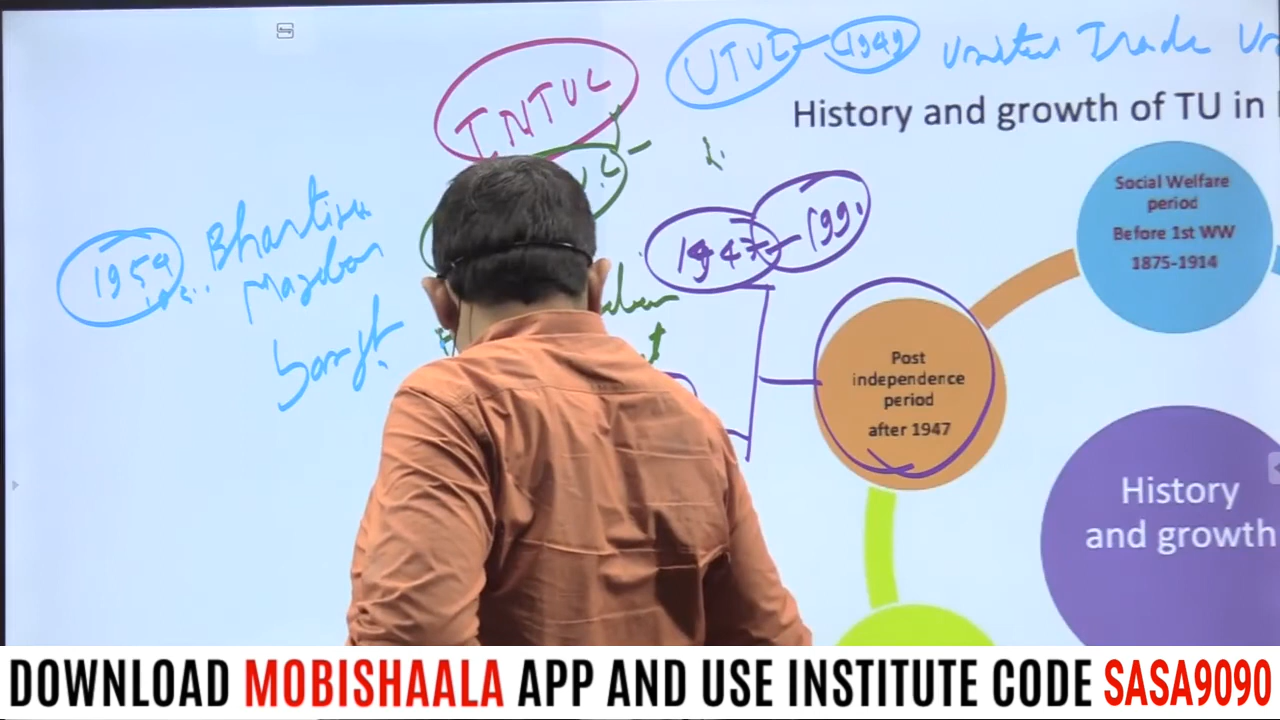 UTUC - 1949 United Trade Un
INTUC
History and growth of TU in
Social Welfare
period
Before 1st WW
1875-1914
1947 - 199
1959
Bhartiya
Mazdoor
Sangh
Post
independence
period
after 1947
History
and growth
DOWNLOAD MOBISHAALA APP AND USE INSTITUTE CODE SASA9090